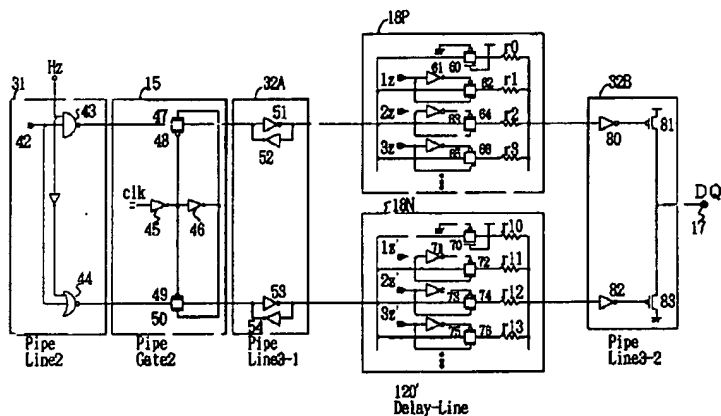 18P
31
Hz
15
32A
32B
r0
60
1z
61
62
r1
2z
63
64
r2
3z
65
66
r3
43
42
47
48
51
52
80
81
DQ
17
clk
45
46
18N
r10
70
1z'
71
72
r11
2z'
73
74
r12
3z'
75
76
r13
44
49
50
53
54
82
83
Pipe Line2
Pipe Gate2
Pipe Line3-1
Pipe Line3-2
120'
Delay-Line